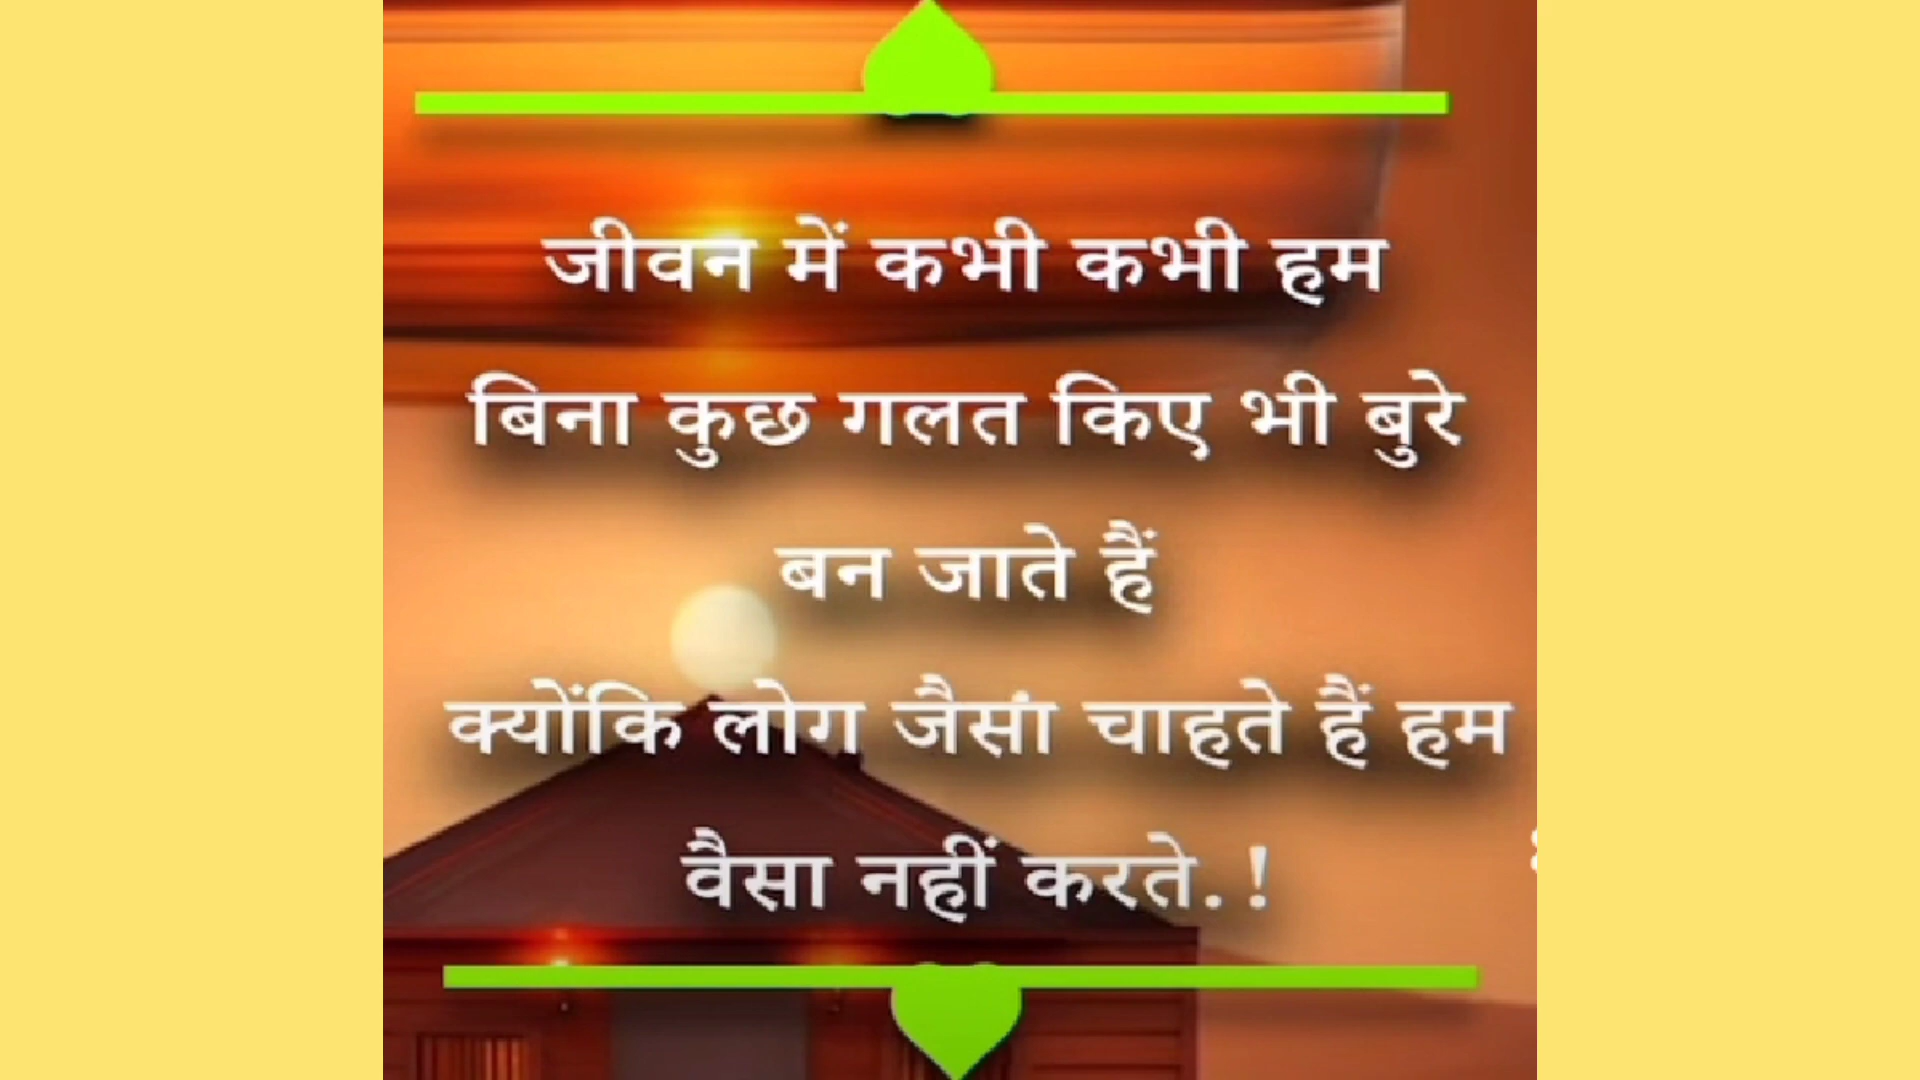 जीवन में कभी कभी हम
बिना कुछ गलत किए भी बुरे
बन जाते हैं
क्योंकि लोग जैसां चाहते हैं हम
वैसा नहीं करते.!